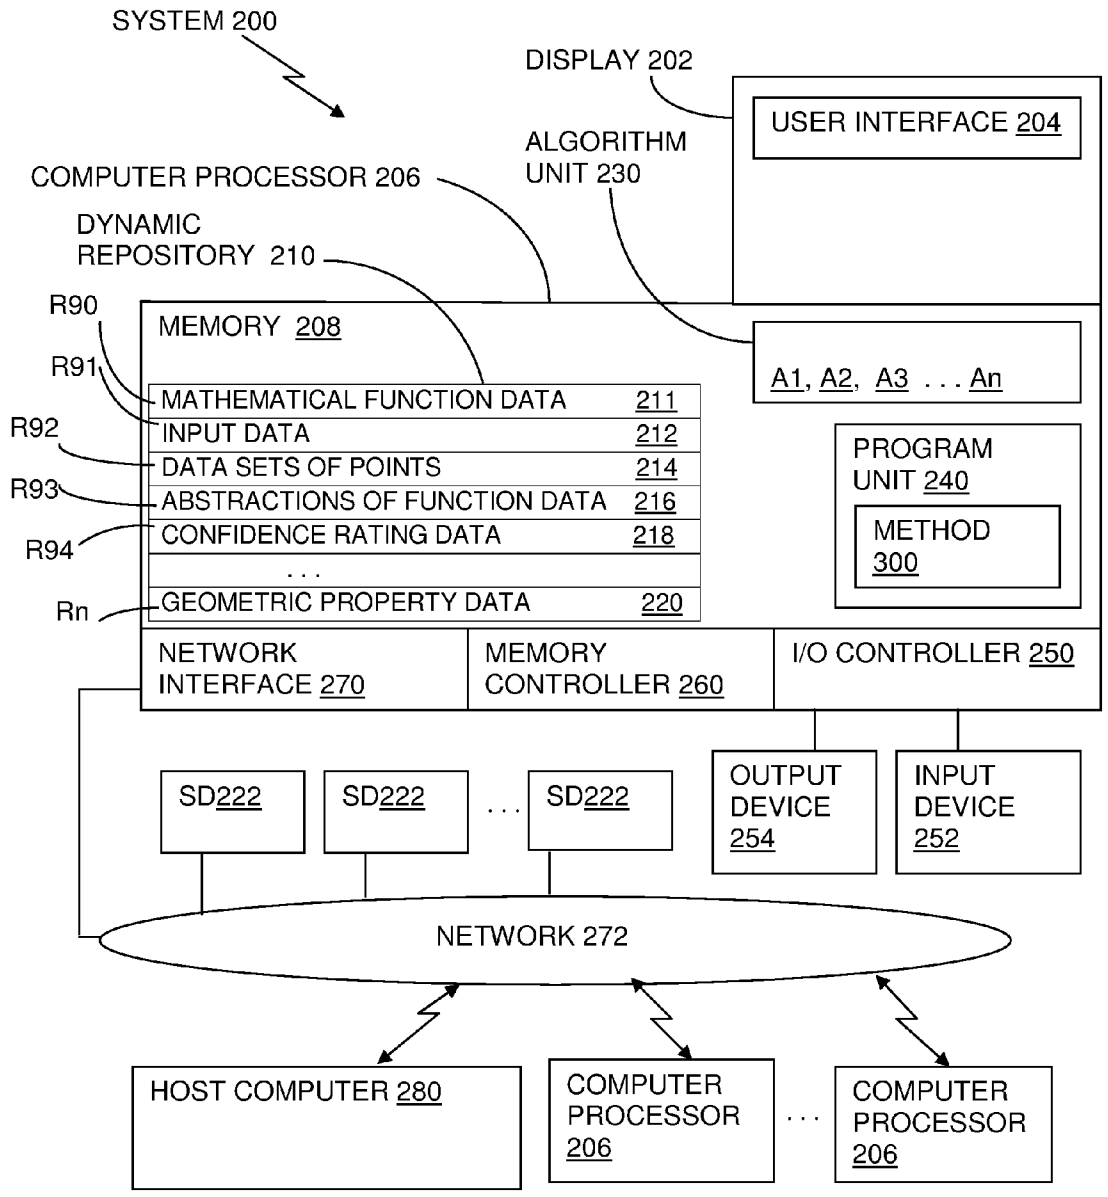 SYSTEM 200
DISPLAY 202
USER INTERFACE 204
ALGORITHM
UNIT 230
COMPUTER PROCESSOR 206
DYNAMIC
REPOSITORY 210
R90
MEMORY 208
R91
A1, A2, A3 . . . An
MATHEMATICAL FUNCTION DATA 211
R92
INPUT DATA 212
DATA SETS OF POINTS 214
R93
ABSTRACTIONS OF FUNCTION DATA 216
R94
CONFIDENCE RATING DATA 218
. . .
Rn
GEOMETRIC PROPERTY DATA 220
PROGRAM
UNIT 240
METHOD
300
NETWORK
INTERFACE 270
MEMORY
CONTROLLER 260
I/O CONTROLLER 250
SD222
SD222
. . .
SD222
OUTPUT
DEVICE
254
INPUT
DEVICE
252
NETWORK 272
HOST COMPUTER 280
COMPUTER
PROCESSOR
206
. . .
COMPUTER
PROCESSOR
206